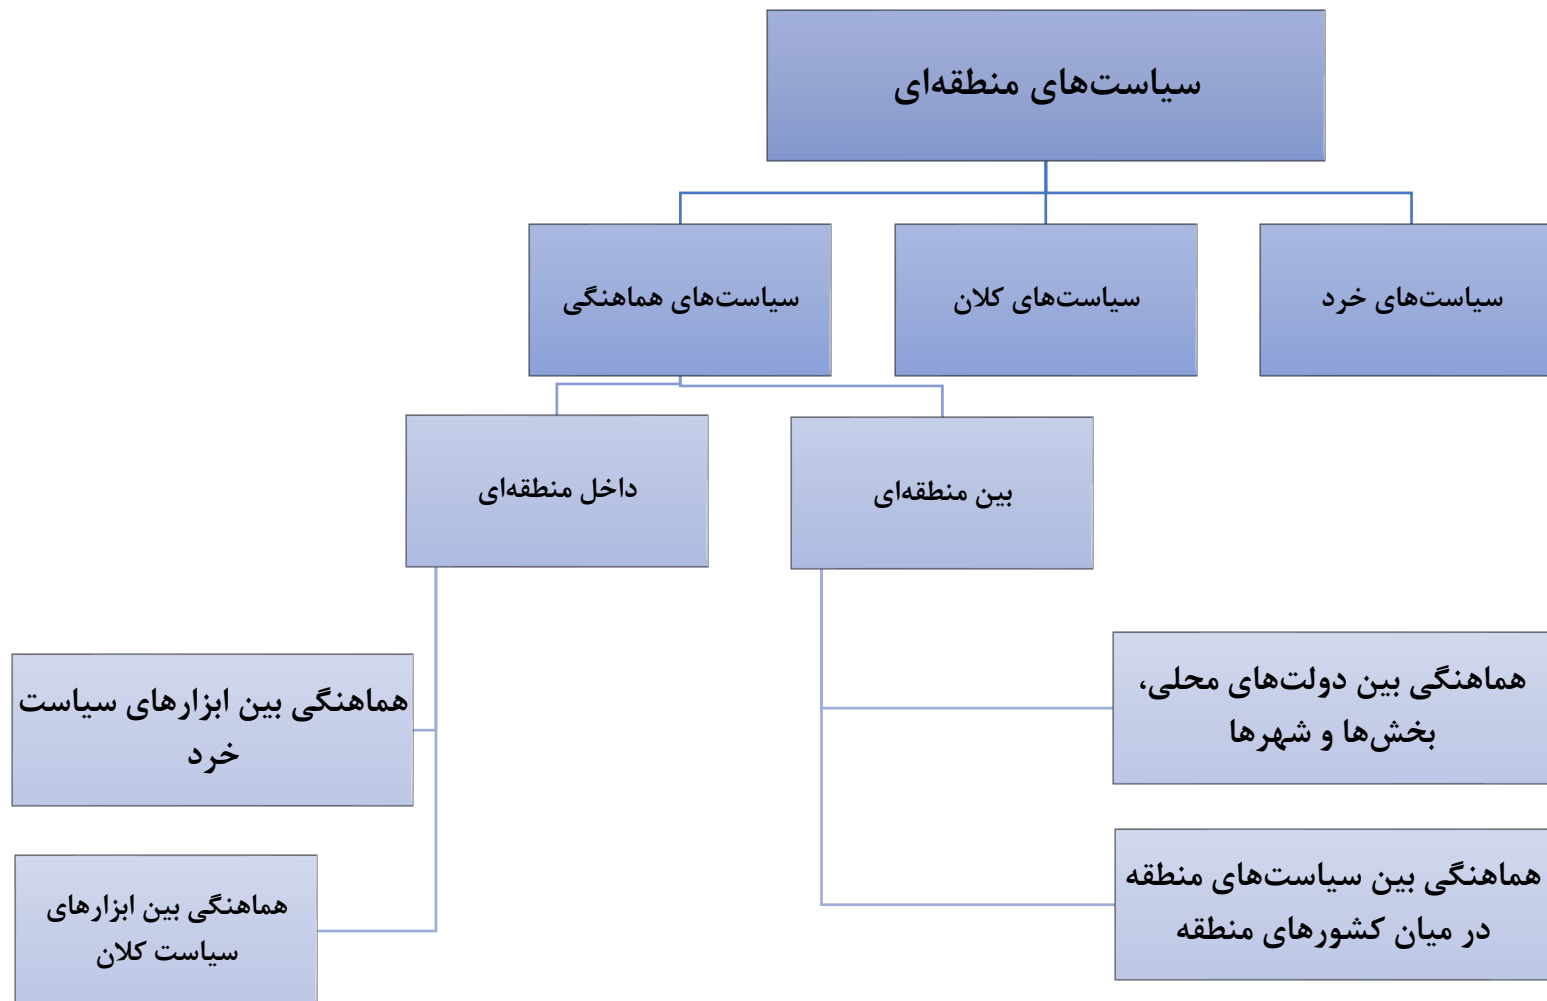 سیاست‌های منطقه‌ای
سیاست‌های خرد
سیاست‌های کلان
سیاست‌های هماهنگی
بین منطقه‌ای
داخل منطقه‌ای
هماهنگی بین دولت‌های محلی،
بخش‌ها و شهرها
هماهنگی بین سیاست‌های منطقه
در میان کشورهای منطقه
هماهنگی بین ابزارهای سیاست
خرد
هماهنگی بین ابزارهای
سیاست کلان